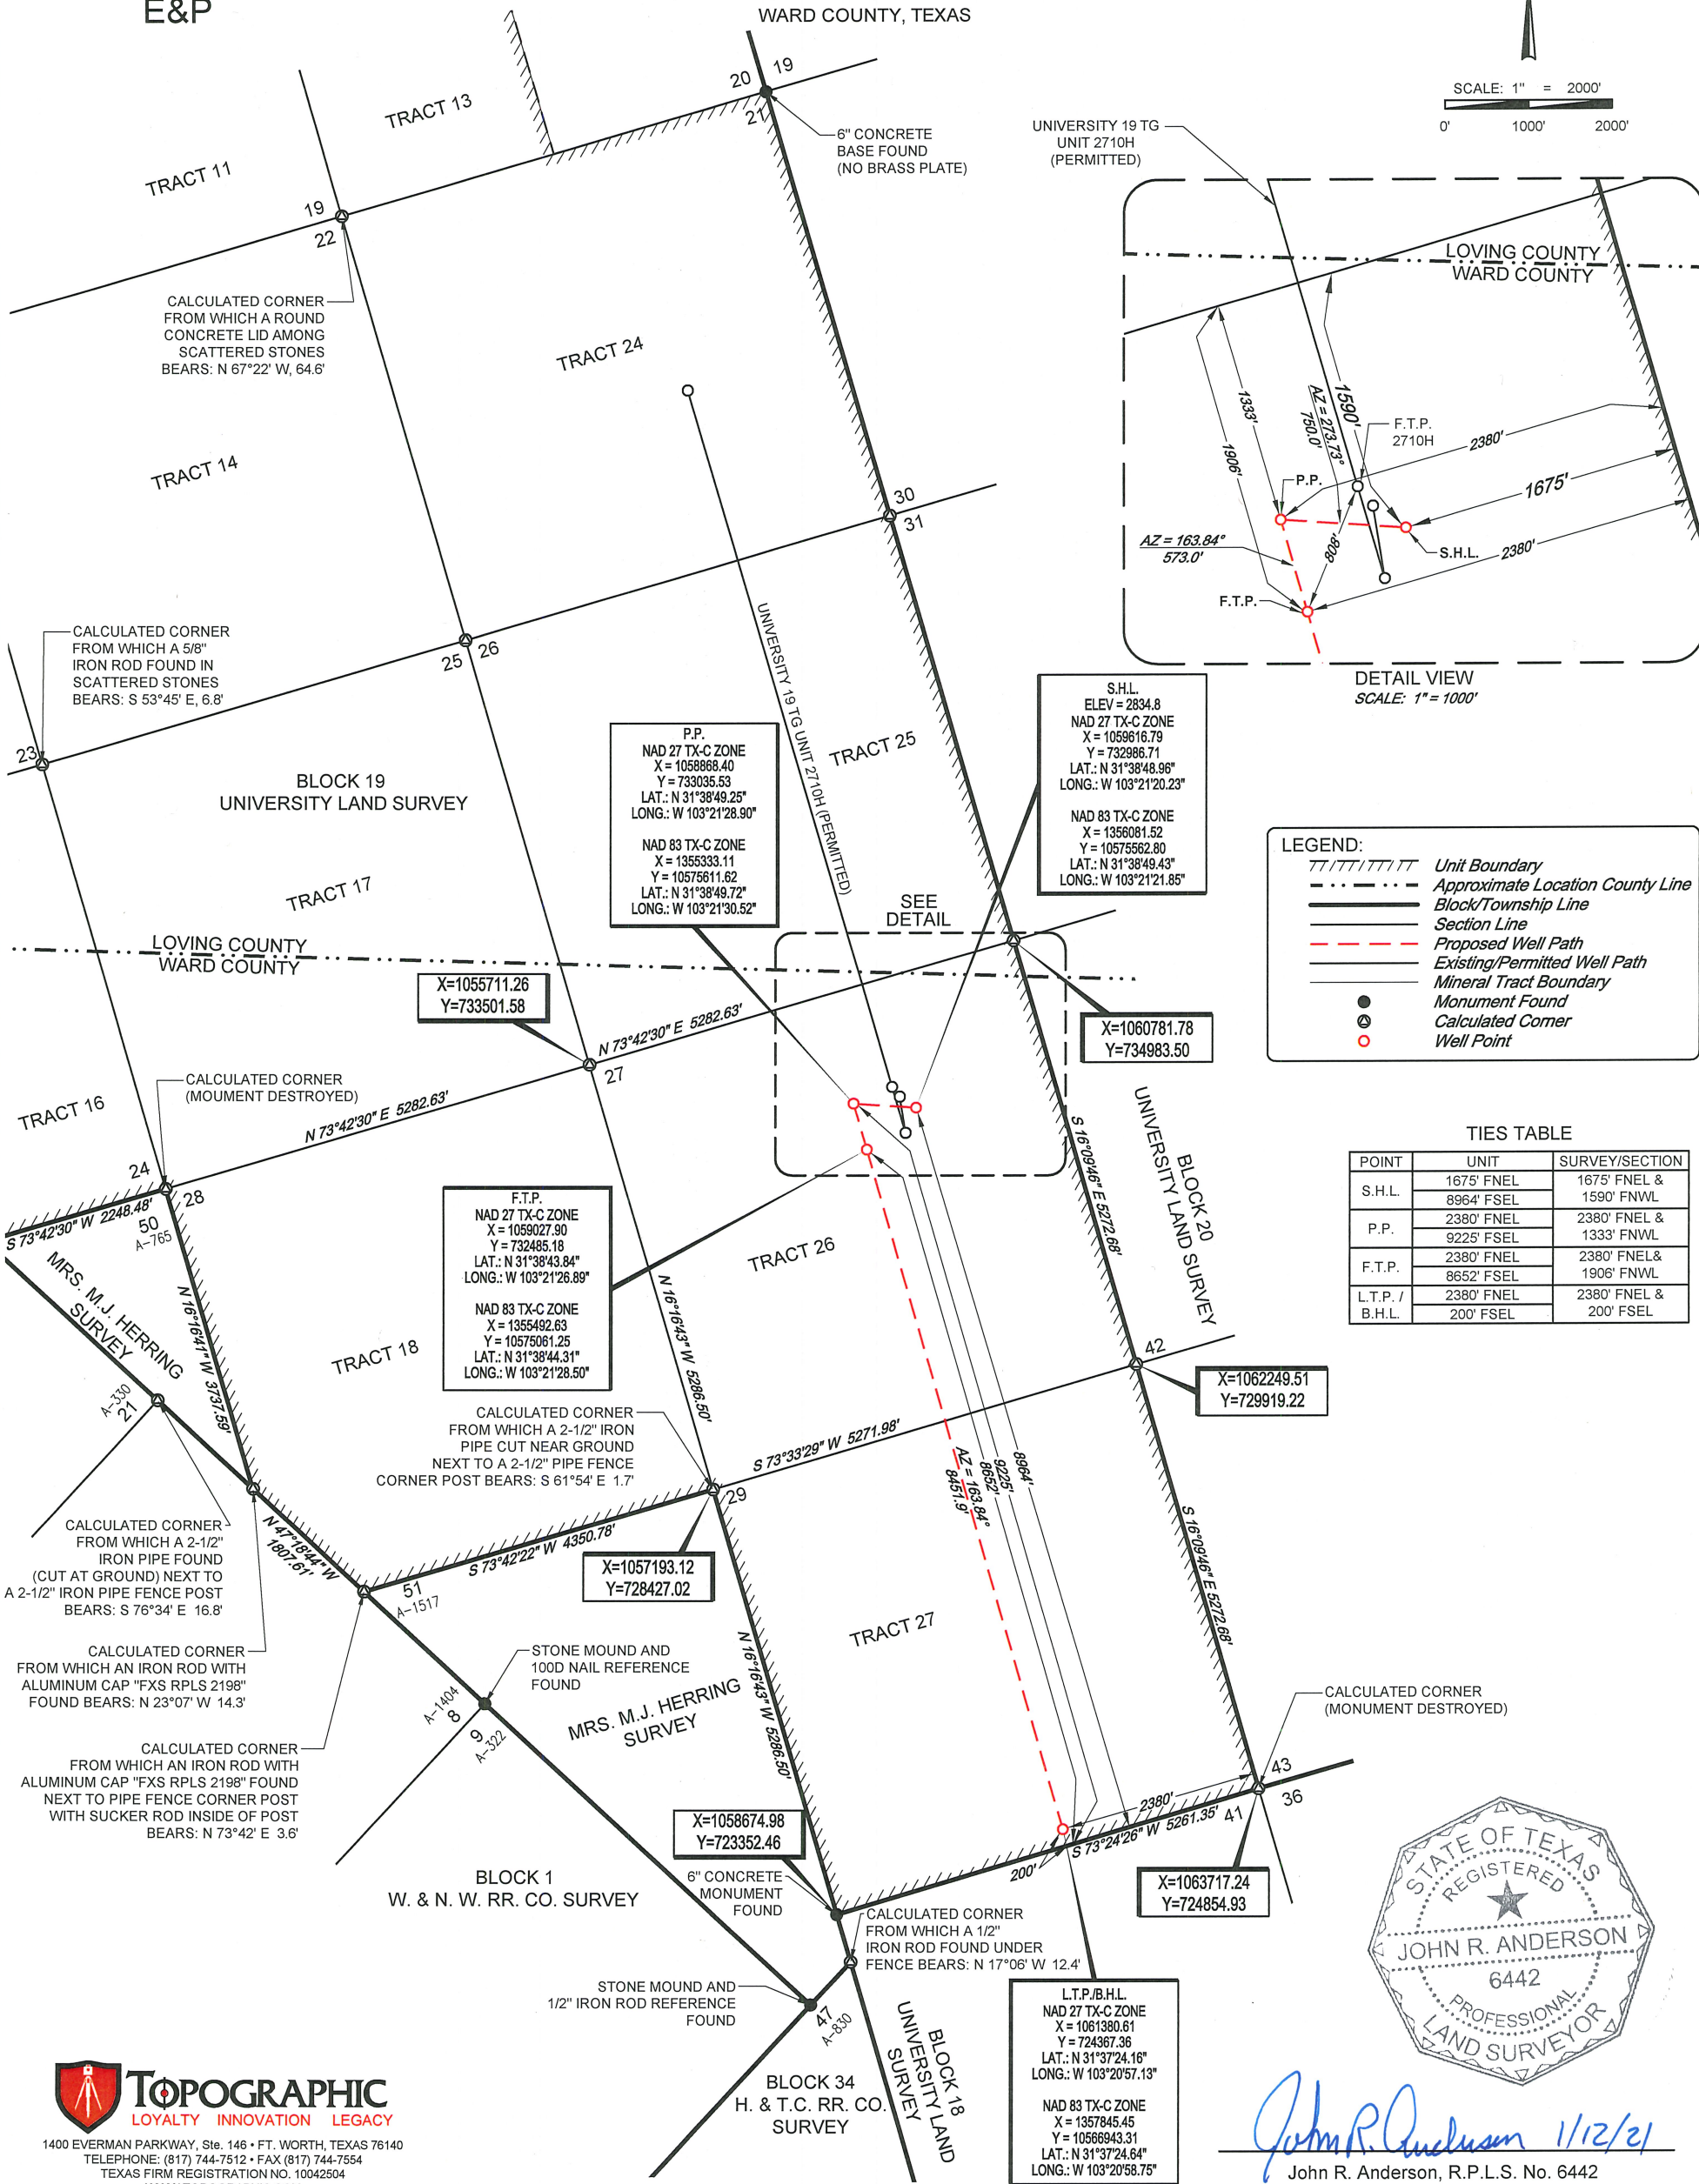 E&P
WARD COUNTY, TEXAS
SCALE: 1" = 2000'
0' 1000' 2000'
TRACT 13
TRACT 11
20 19
21
6" CONCRETE
BASE FOUND
(NO BRASS PLATE)
19
22
CALCULATED CORNER
FROM WHICH A ROUND
CONCRETE LID AMONG
SCATTERED STONES
BEARS: N 67°22' W, 64.6'
TRACT 24
TRACT 14
30
31
UNIVERSITY 19 TG
UNIT 2710H
(PERMITTED)
LOVING COUNTY
WARD COUNTY
1333'
1906'
AZ = 273.73°
750.0'
1590'
F.T.P.
2710H
2380'
1675'
P.P.
808'
S.H.L.
2380'
AZ = 163.84°
573.0'
F.T.P.
DETAIL VIEW
SCALE: 1" = 1000'
CALCULATED CORNER
FROM WHICH A 5/8"
IRON ROD FOUND IN
SCATTERED STONES
BEARS: S 53°45' E, 6.8'
25 26
23
BLOCK 19
UNIVERSITY LAND SURVEY
UNIVERSITY 19 TG UNIT 2710H (PERMITTED)
TRACT 25
P.P.
NAD 27 TX-C ZONE
X = 1058868.40
Y = 733035.53
LAT.: N 31°38'49.25"
LONG.: W 103°21'28.90"
NAD 83 TX-C ZONE
X = 1355333.11
Y = 10575611.62
LAT.: N 31°38'49.72"
LONG.: W 103°21'30.52"
S.H.L.
ELEV = 2834.8
NAD 27 TX-C ZONE
X = 1059616.79
Y = 732986.71
LAT.: N 31°38'48.96"
LONG.: W 103°21'20.23"
NAD 83 TX-C ZONE
X = 1356081.52
Y = 10575562.80
LAT.: N 31°38'49.43"
LONG.: W 103°21'21.85"
LEGEND:
Unit Boundary
Approximate Location County Line
Block/Township Line
Section Line
Proposed Well Path
Existing/Permitted Well Path
Mineral Tract Boundary
Monument Found
Calculated Corner
Well Point
TRACT 17
SEE
DETAIL
LOVING COUNTY
WARD COUNTY
X=1055711.26
Y=733501.58
X=1060781.78
Y=734983.50
N 73°42'30" E 5282.63'
27
CALCULATED CORNER
(MOUMENT DESTROYED)
TRACT 16
N 73°42'30" E 5282.63'
24
28
S 73°42'30" W 2248.48'
50
A-765
UNIVERSITY LAND SURVEY
BLOCK 20
S 16°09'46" E 5272.68'
TIES TABLE
POINT UNIT SURVEY/SECTION
S.H.L. 1675' FNEL 1675' FNEL &
8964' FSEL 1590' FNWL
P.P. 2380' FNEL 2380' FNEL &
9225' FSEL 1333' FNWL
F.T.P. 2380' FNEL 2380' FNEL&
8652' FSEL 1906' FNWL
L.T.P. / 2380' FNEL 2380' FNEL &
B.H.L. 200' FSEL 200' FSEL
F.T.P.
NAD 27 TX-C ZONE
X = 1059027.90
Y = 732485.18
LAT.: N 31°38'43.84"
LONG.: W 103°21'26.89"
NAD 83 TX-C ZONE
X = 1355492.63
Y = 10575061.25
LAT.: N 31°38'44.31"
LONG.: W 103°21'28.50"
TRACT 26
MRS. M.J. HERRING
SURVEY
N 16°16'41" W 3737.59'
TRACT 18
N 16°16'43" W 5286.50'
42
A-330
21
X=1062249.51
Y=729919.22
CALCULATED CORNER
FROM WHICH A 2-1/2" IRON
PIPE CUT NEAR GROUND
NEXT TO A 2-1/2" PIPE FENCE
CORNER POST BEARS: S 61°54' E 1.7'
S 73°33'29" W 5271.98'
29
AZ = 163.84°
8451.9'
8652'
9225'
8964'
CALCULATED CORNER
FROM WHICH A 2-1/2"
IRON PIPE FOUND
(CUT AT GROUND) NEXT TO
A 2-1/2" IRON PIPE FENCE POST
BEARS: S 76°34' E 16.8'
N 47°18'44" W
1807.61'
S 73°42'22" W 4350.78'
51
A-1517
X=1057193.12
Y=728427.02
S 16°09'46" E 5272.68'
TRACT 27
CALCULATED CORNER
FROM WHICH AN IRON ROD WITH
ALUMINUM CAP "FXS RPLS 2198"
FOUND BEARS: N 23°07' W 14.3'
STONE MOUND AND
100D NAIL REFERENCE
FOUND
A-1404
8
9
A-322
MRS. M.J. HERRING
SURVEY
N 16°16'43" W 5286.50'
CALCULATED CORNER
(MONUMENT DESTROYED)
CALCULATED CORNER
FROM WHICH AN IRON ROD WITH
ALUMINUM CAP "FXS RPLS 2198" FOUND
NEXT TO PIPE FENCE CORNER POST
WITH SUCKER ROD INSIDE OF POST
BEARS: N 73°42' E 3.6'
43
36
41
2380'
S 73°24'26" W 5261.35'
200'
X=1058674.98
Y=723352.46
X=1063717.24
Y=724854.93
BLOCK 1
W. & N. W. RR. CO. SURVEY
6" CONCRETE
MONUMENT
FOUND
CALCULATED CORNER
FROM WHICH A 1/2"
IRON ROD FOUND UNDER
FENCE BEARS: N 17°06' W 12.4'
STONE MOUND AND
1/2" IRON ROD REFERENCE
FOUND
47
A-830
BLOCK 18
UNIVERSITY LAND
SURVEY
BLOCK 34
H. & T.C. RR. CO.
SURVEY
L.T.P./B.H.L.
NAD 27 TX-C ZONE
X = 1061380.61
Y = 724367.36
LAT.: N 31°37'24.16"
LONG.: W 103°20'57.13"
NAD 83 TX-C ZONE
X = 1357845.45
Y = 10566943.31
LAT.: N 31°37'24.64"
LONG.: W 103°20'58.75"
STATE OF TEXAS
REGISTERED
JOHN R. ANDERSON
6442
PROFESSIONAL
LAND SURVEYOR
John R. Anderson 1/12/21
John R. Anderson, R.P.L.S. No. 6442
TOPOGRAPHIC
LOYALTY INNOVATION LEGACY
1400 EVERMAN PARKWAY, Ste. 146 • FT. WORTH, TEXAS 76140
TELEPHONE: (817) 744-7512 • FAX (817) 744-7554
TEXAS FIRM REGISTRATION NO. 10042504